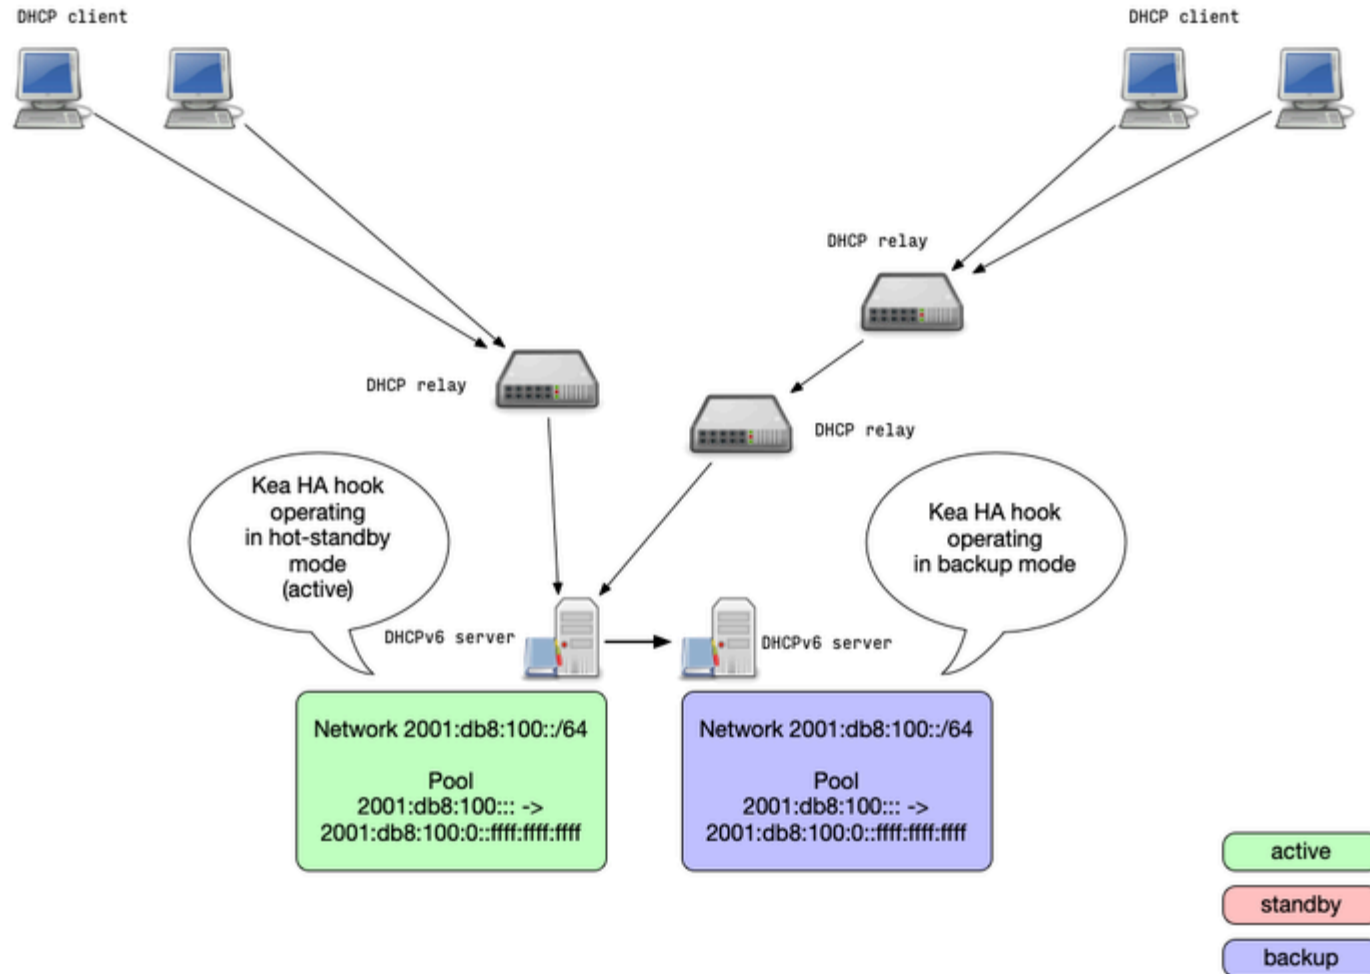 DHCP client
DHCP client
DHCP relay
DHCP relay
DHCP relay
Kea HA hook
operating
in hot-standby
mode
(active)
Kea HA hook
operating
in backup mode
DHCPv6 server
DHCPv6 server
Network 2001:db8:100::/64
Pool
2001:db8:100::: ->
2001:db8:100:0::ffff:ffff:ffff
Network 2001:db8:100::/64
Pool
2001:db8:100::: ->
2001:db8:100:0::ffff:ffff:ffff
active
standby
backup